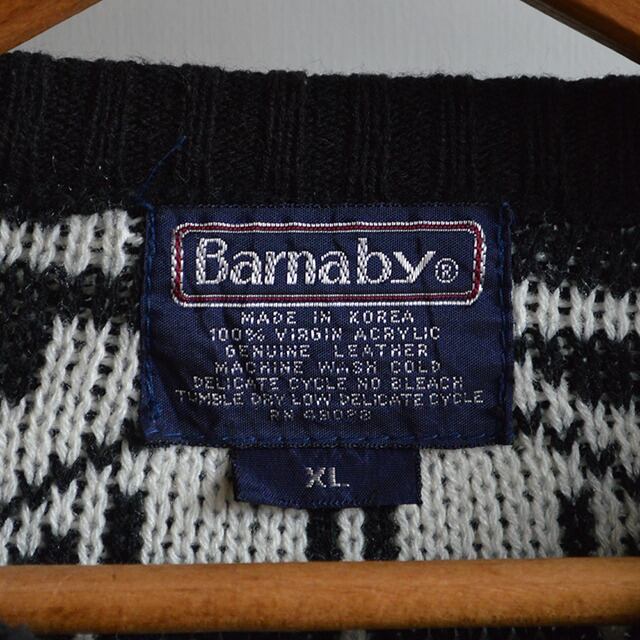 Barnaby®
MADE IN KOREA
100% VIRGIN ACRYLIC
GENUINE LEATHER
MACHINE WASH COLD
DELICATE CYCLE NO BLEACH
TUMBLE DRY, LOW DELICATE CYCLE
RN
XL